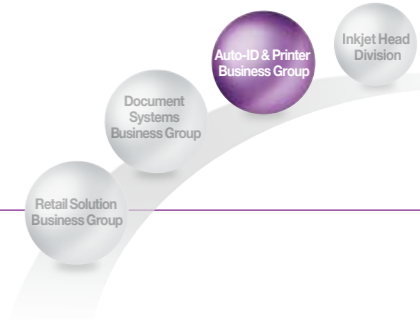 Inkjet Head
Division
Auto-ID & Printer
Business Group
Document
Systems
Business Group
Retail Solution
Business Group